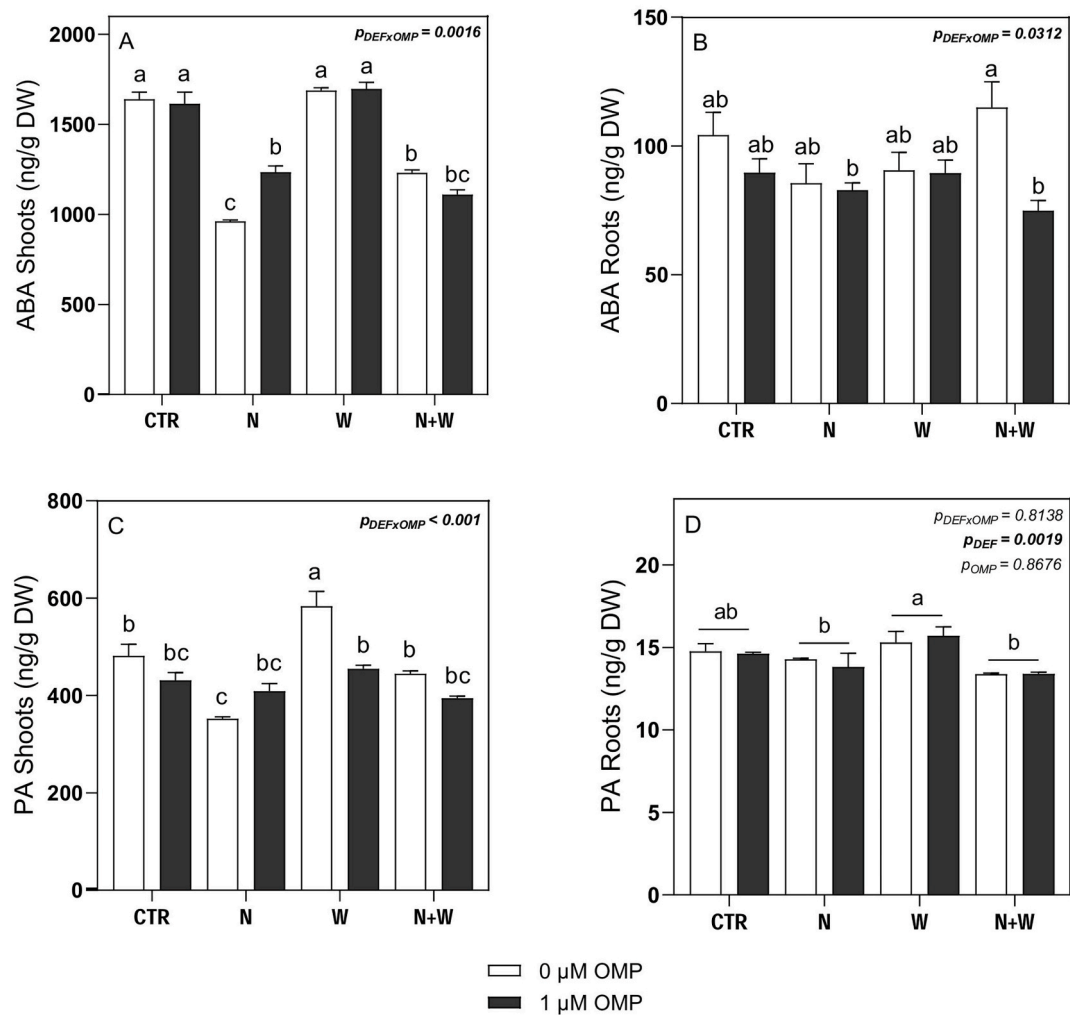 A
pDEFxOMP = 0.0016
ABA Shoots (ng/g DW)
2000
1500
1000
500
0
a a c b a a b bc
CTR N W N+W
B
pDEFxOMP = 0.0312
ABA Roots (ng/g DW)
150
100
50
0
ab ab ab b ab ab a b
CTR N W N+W
C
pDEFxOMP < 0.001
PA Shoots (ng/g DW)
800
600
400
200
0
b bc c bc a b b bc
CTR N W N+W
D
pDEFxOMP = 0.8138
pDEF = 0.0019
pOMP = 0.8676
PA Roots (ng/g DW)
20
15
10
5
0
ab b a b
CTR N W N+W
0 µM OMP
1 µM OMP